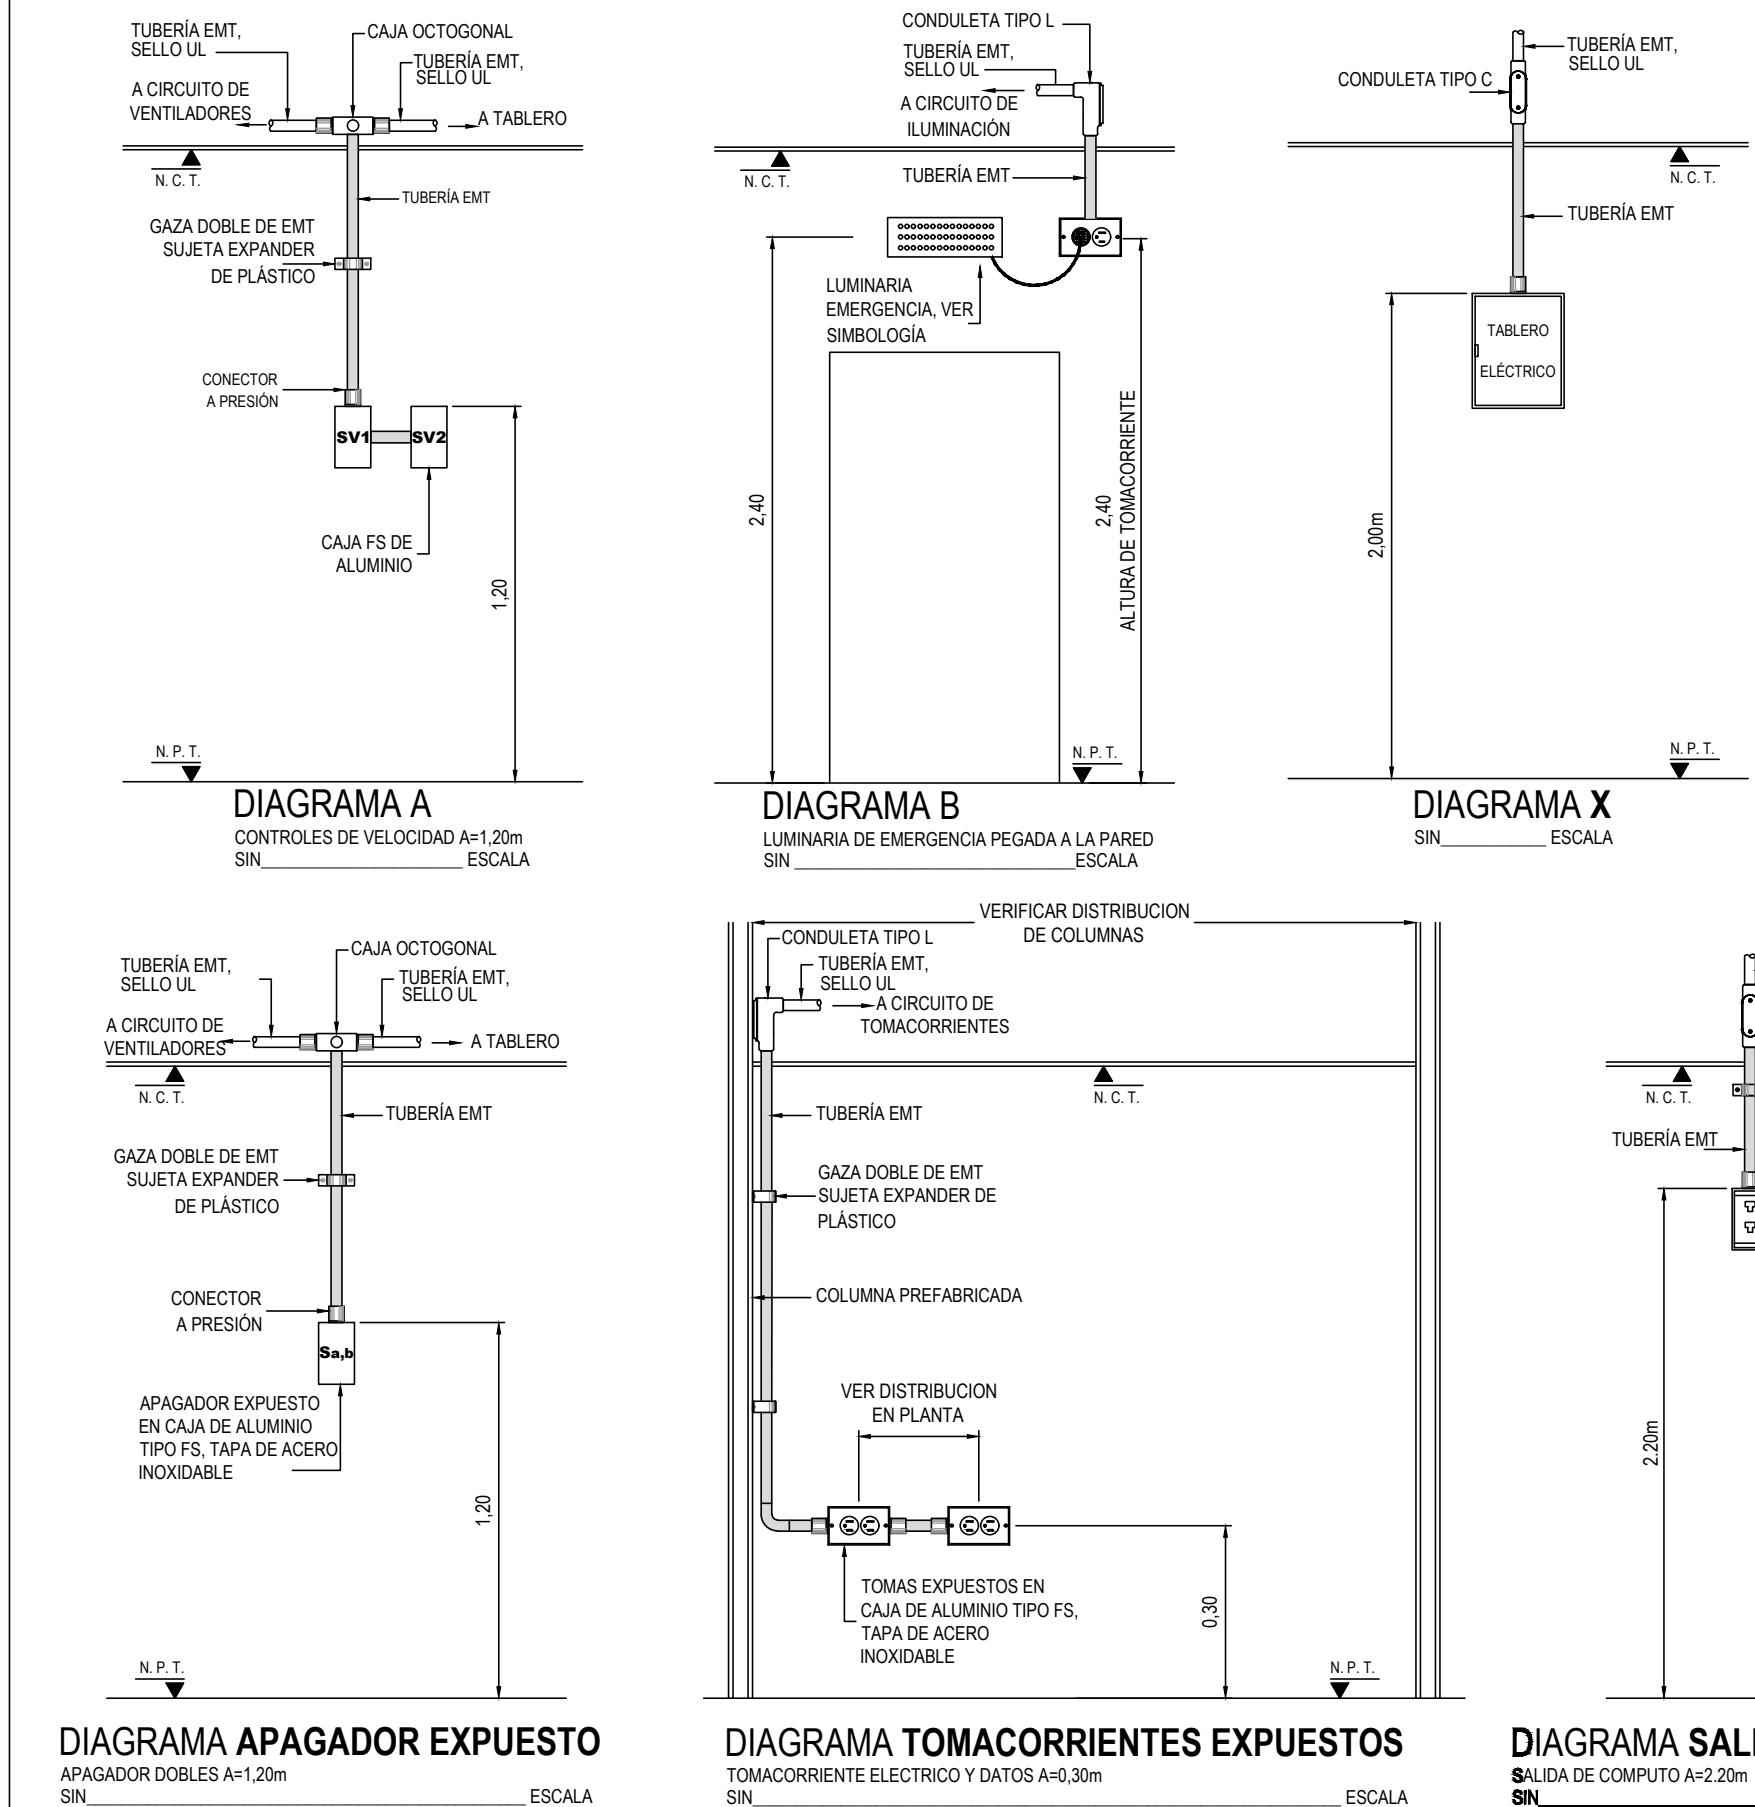 TUBERÍA EMT,
SELLO UL
CAJA OCTOGONAL
TUBERÍA EMT,
SELLO UL
A CIRCUITO DE
VENTILADORES
A TABLERO
N. C. T.
TUBERÍA EMT
GAZA DOBLE DE EMT
SUJETA EXPANDER
DE PLÁSTICO
CONECTOR
A PRESIÓN
SV1
SV2
CAJA FS DE
ALUMINIO
1,20
N. P. T.
DIAGRAMA A
CONTROLES DE VELOCIDAD A=1,20m
SIN ESCALA
CONDULETA TIPO L
TUBERÍA EMT,
SELLO UL
A CIRCUITO DE
ILUMINACIÓN
N. C. T.
TUBERÍA EMT
LUMINARIA
EMERGENCIA, VER
SIMBOLOGÍA
2,40
2,40
ALTURA DE TOMACORRIENTE
N. P. T.
DIAGRAMA B
LUMINARIA DE EMERGENCIA PEGADA A LA PARED
SIN ESCALA
TUBERÍA EMT,
SELLO UL
CONDULETA TIPO C
N. C. T.
TUBERÍA EMT
TABLERO
ELÉCTRICO
2,00m
N. P. T.
DIAGRAMA X
SIN ESCALA
CAJA OCTOGONAL
TUBERÍA EMT,
SELLO UL
TUBERÍA EMT,
SELLO UL
A CIRCUITO DE
VENTILADORES
A TABLERO
N. C. T.
TUBERÍA EMT
GAZA DOBLE DE EMT
SUJETA EXPANDER
DE PLÁSTICO
CONECTOR
A PRESIÓN
Sa,b
APAGADOR EXPUESTO
EN CAJA DE ALUMINIO
TIPO FS, TAPA DE ACERO
INOXIDABLE
1,20
N. P. T.
DIAGRAMA APAGADOR EXPUESTO
APAGADOR DOBLES A=1,20m
SIN ESCALA
VERIFICAR DISTRIBUCION
DE COLUMNAS
CONDULETA TIPO L
TUBERÍA EMT,
SELLO UL
A CIRCUITO DE
TOMACORRIENTES
N. C. T.
TUBERÍA EMT
GAZA DOBLE DE EMT
SUJETA EXPANDER DE
PLÁSTICO
COLUMNA PREFABRICADA
VER DISTRIBUCION
EN PLANTA
TOMAS EXPUESTOS EN
CAJA DE ALUMINIO TIPO FS,
TAPA DE ACERO
INOXIDABLE
0,30
N. P. T.
DIAGRAMA TOMACORRIENTES EXPUESTOS
TOMACORRIENTE ELECTRICO Y DATOS A=0,30m
SIN ESCALA
N. C. T.
TUBERÍA EMT
2.20m
DIAGRAMA
SALIDA DE COMPUTO A=2.20m
SIN